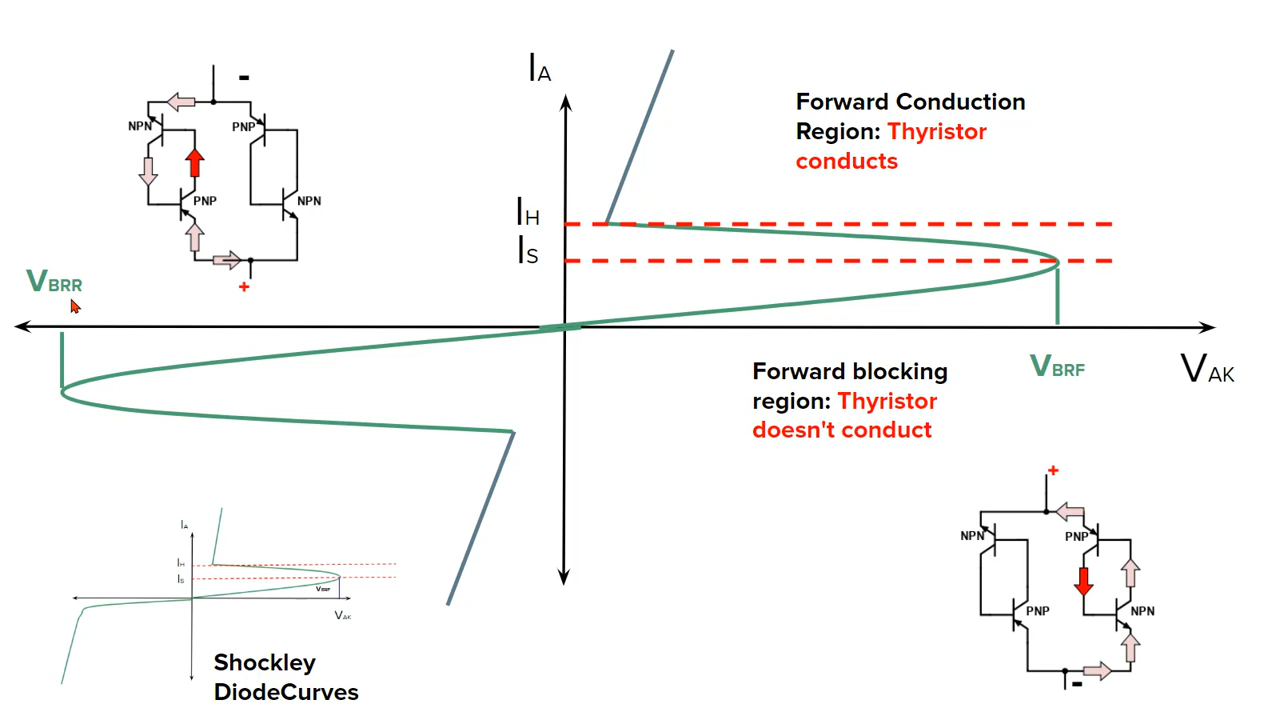 -
NPN
PNP
PNP
NPN
+
VBRR
IA
IH
IS
Forward Conduction
Region: Thyristor
conducts
VBRF
VAK
Forward blocking
region: Thyristor
doesn't conduct
+
NPN
PNP
PNP
NPN
-
IA
IH
IS
VBRF
VAK
Shockley
DiodeCurves